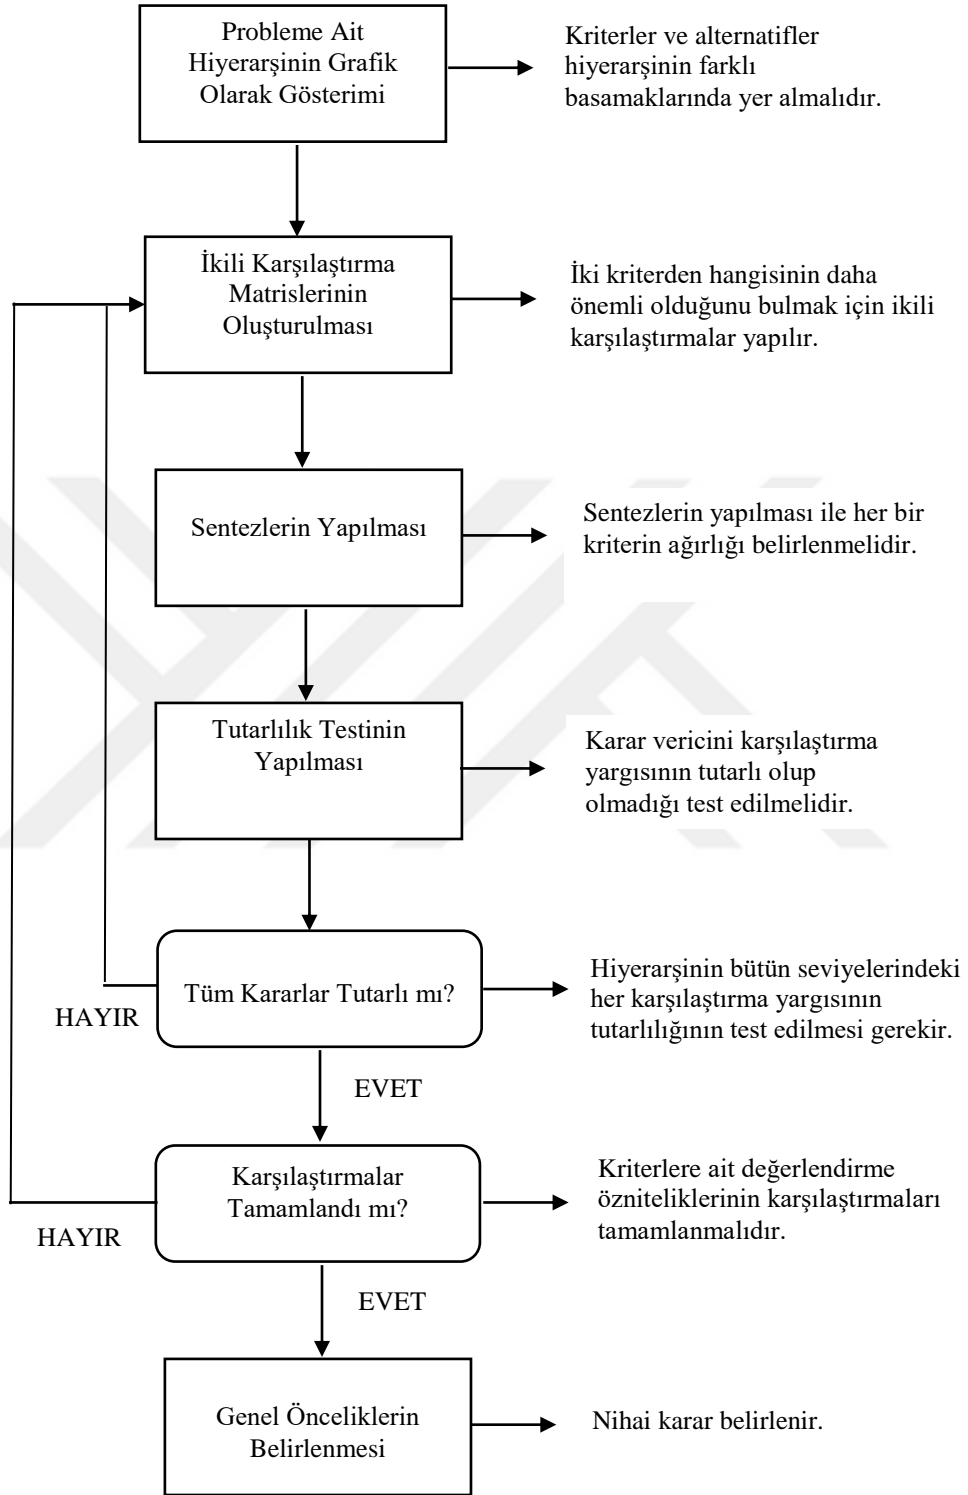 Probleme Ait
Hiyerarşinin Grafik
Olarak Gösterimi
Kriterler ve alternatifler
hiyerarşinin farklı
basamaklarında yer almalıdır.
İkili Karşılaştırma
Matrislerinin
Oluşturulması
İki kriterden hangisinin daha
önemli olduğunu bulmak için ikili
karşılaştırmalar yapılır.
Sentezlerin Yapılması
Sentezlerin yapılması ile her bir
kriterin ağırlığı belirlenmelidir.
Tutarlılık Testinin
Yapılması
Karar vericini karşılaştırma
yargısının tutarlı olup
olmadığı test edilmelidir.
Tüm Kararlar Tutarlı mı?
HAYIR
Hiyerarşinin bütün seviyelerindeki
her karşılaştırma yargısının
tutarlılığının test edilmesi gerekir.
EVET
Karşılaştırmalar
Tamamlandı mı?
HAYIR
Kriterlere ait değerlendirme
özniteliklerinin karşılaştırmaları
tamamlanmalıdır.
EVET
Genel Önceliklerin
Belirlenmesi
Nihai karar belirlenir.